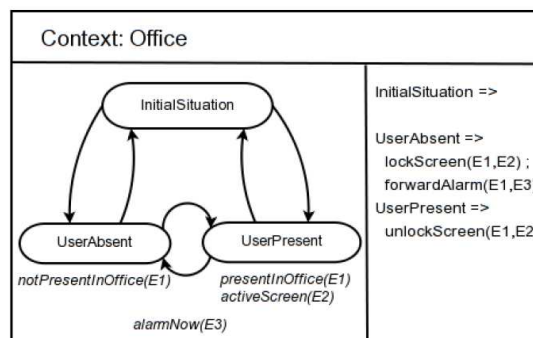 Context: Office
InitialSituation
UserAbsent
UserPresent
notPresentInOffice(E1)
presentInOffice(E1)
activeScreen(E2)
alarmNow(E3)
InitialSituation =>
UserAbsent =>
lockScreen(E1,E2) ;
forwardAlarm(E1,E3)
UserPresent =>
unlockScreen(E1,E2